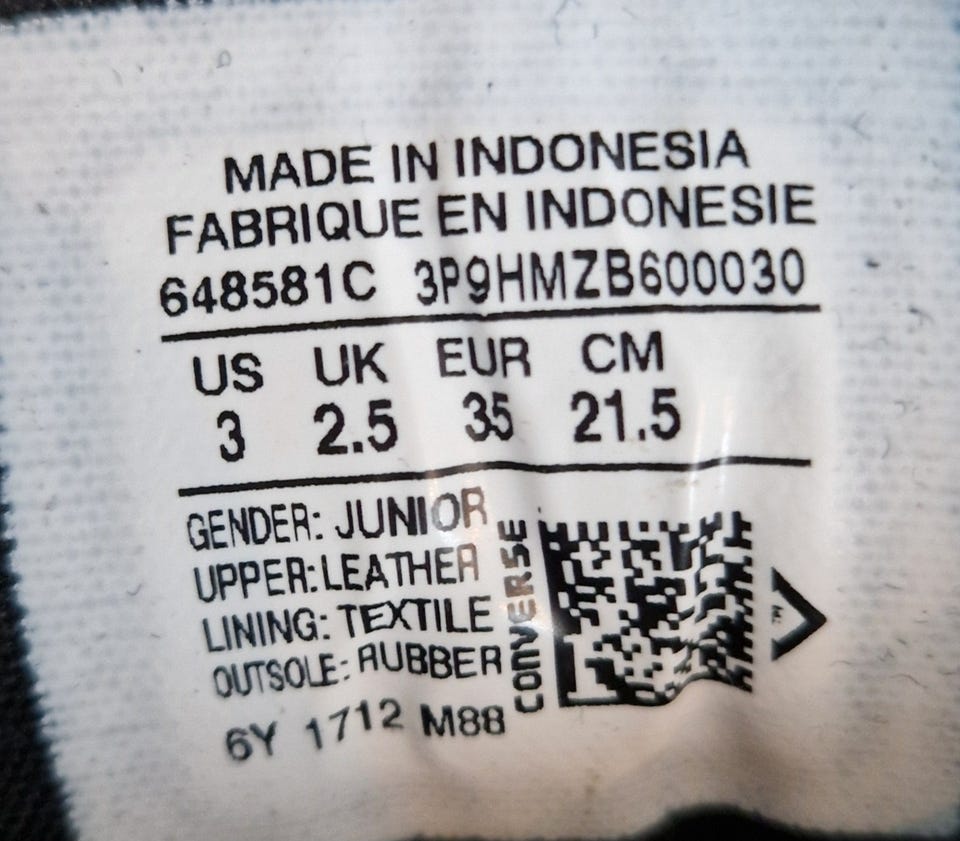 MADE IN INDONESIA
FABRIQUE EN INDONESIE
648581C 3P9HMZB600030
US UK EUR CM
3 2.5 35 21.5
GENDER: JUNIOR
UPPER: LEATHER
LINING: TEXTILE
OUTSOLE: RUBBER
6Y 1712 M88
CONVERSE
TM